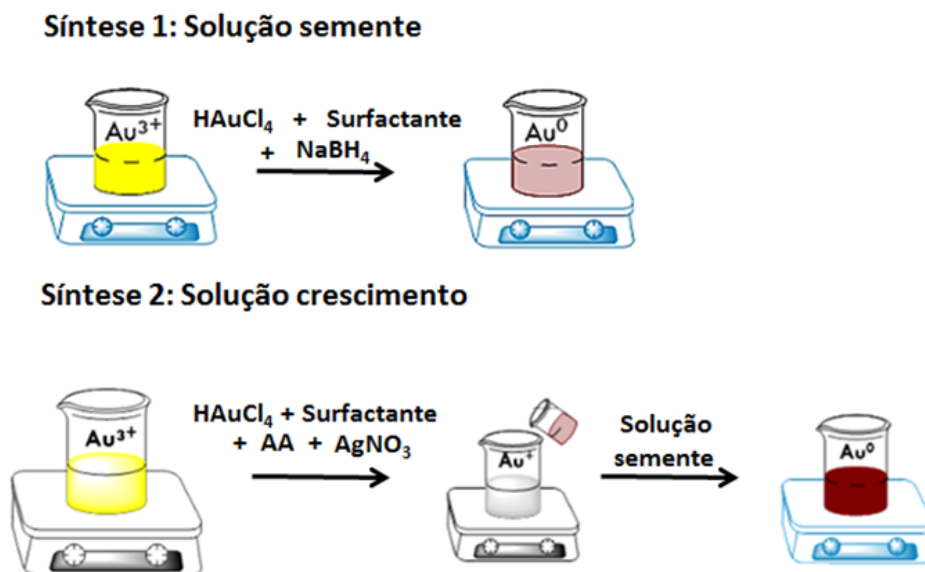 Síntese 1: Solução semente
Au³⁺
HAuCl₄ + Surfactante
+ NaBH₄
Au⁰
Síntese 2: Solução crescimento
Au³⁺
HAuCl₄ + Surfactante
+ AA + AgNO₃
Au⁺
Solução
semente
Au⁰